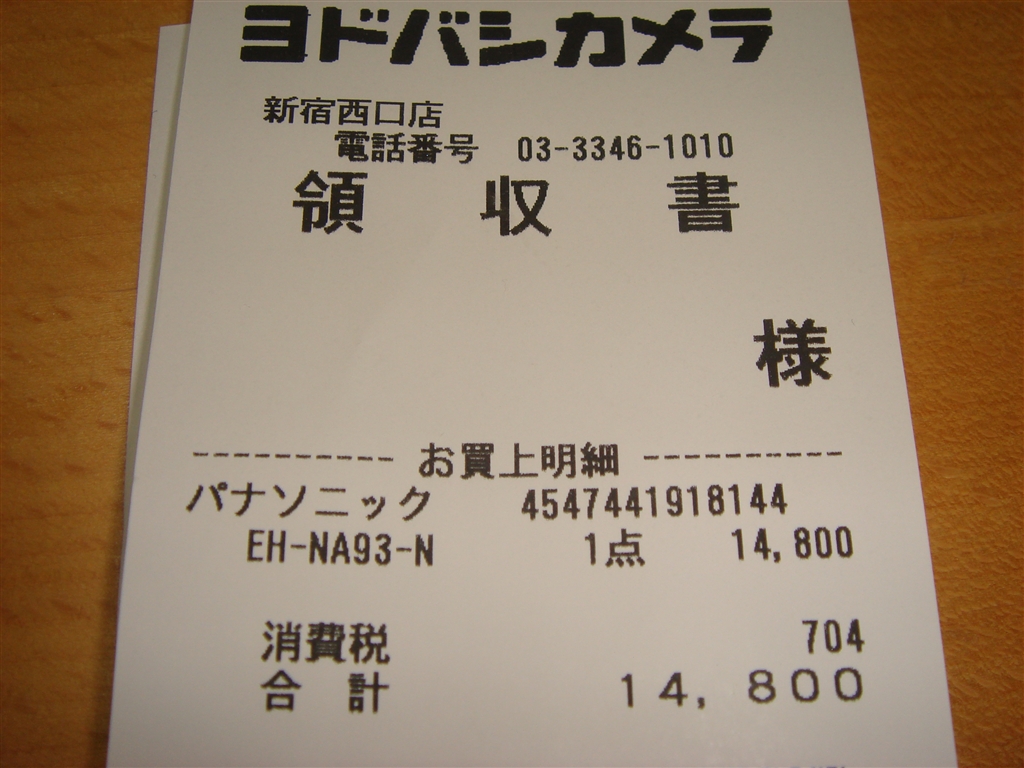 ヨドバシカメラ
新宿西口店
電話番号 03-3346-1010
領収書
様
---------- お買上明細 ----------
パナソニック 4547441918144
EH-NA93-N 1点 14,800
消費税 704
合計 14,800